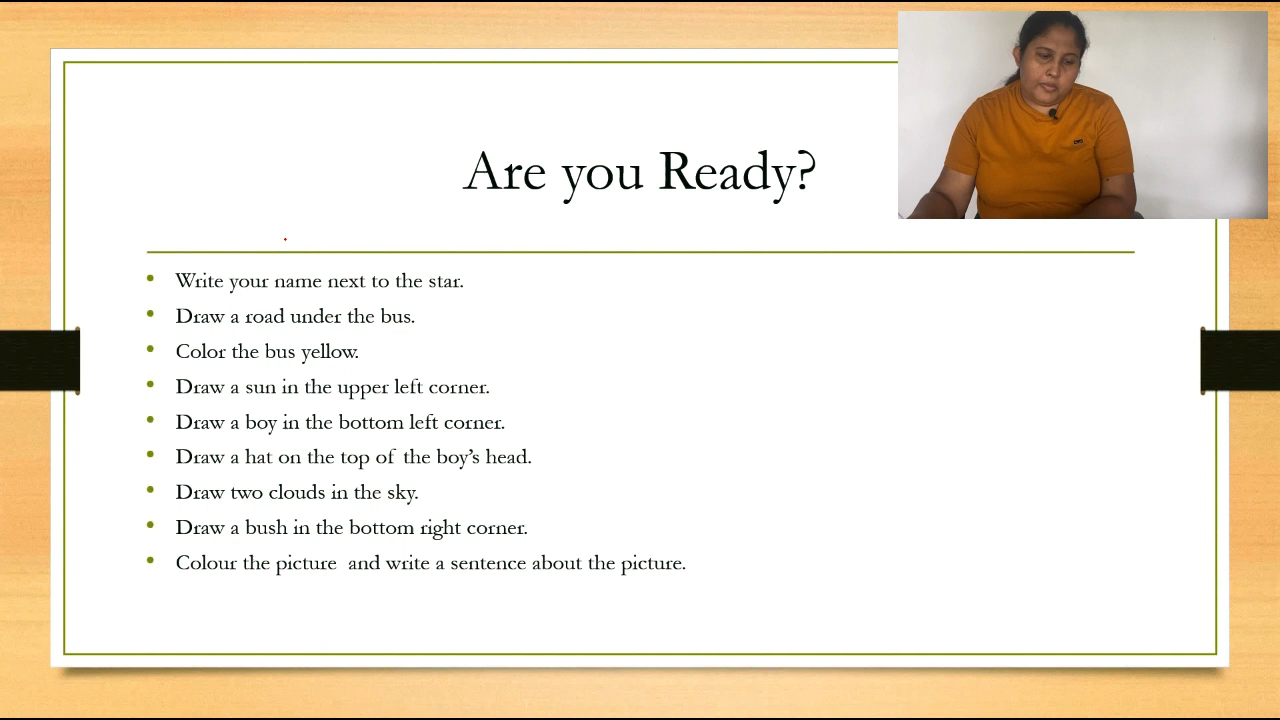 Are you Ready?
Write your name next to the star.
Draw a road under the bus.
Color the bus yellow.
Draw a sun in the upper left corner.
Draw a boy in the bottom left corner.
Draw a hat on the top of the boy's head.
Draw two clouds in the sky.
Draw a bush in the bottom right corner.
Colour the picture and write a sentence about the picture.